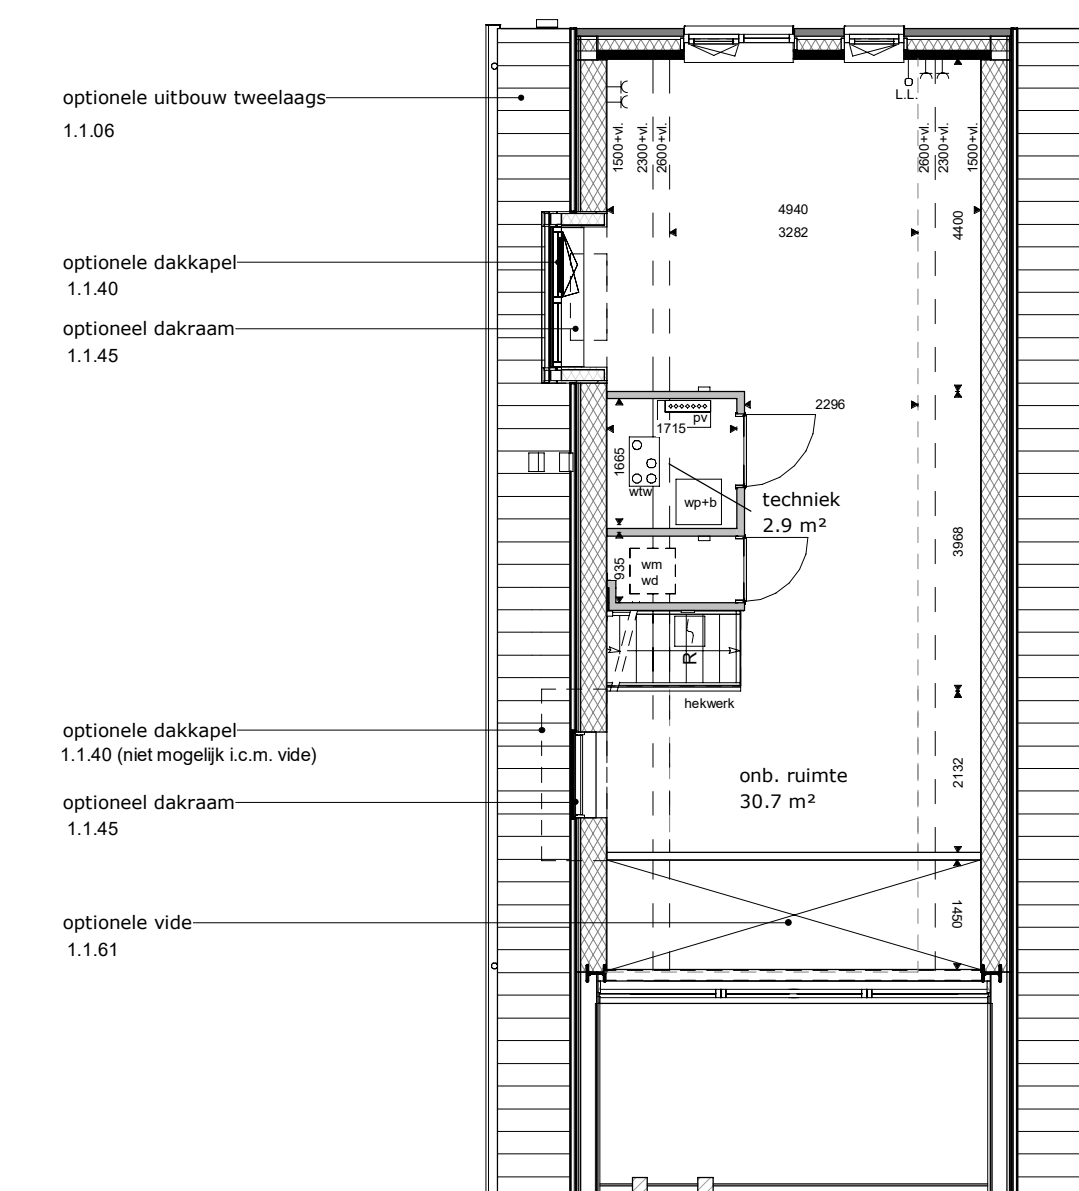 optionele uitbouw tweelaags
1.1.06
L.L.
1500+vl.
2300+vl.
2600+vl.
2600+vl.
2300+vl.
1500+vl.
4940
3282
4400
optionele dakkapel
1.1.40
optioneel dakraam
1.1.45
2296
pv
1715
1665
wtw
wp+b
techniek
2.9 m²
3968
935
wm
wd
R
hekwerk
optionele dakkapel
1.1.40 (niet mogelijk i.c.m. vide)
onb. ruimte
30.7 m²
2132
optioneel dakraam
1.1.45
optionele vide
1.1.61
1450